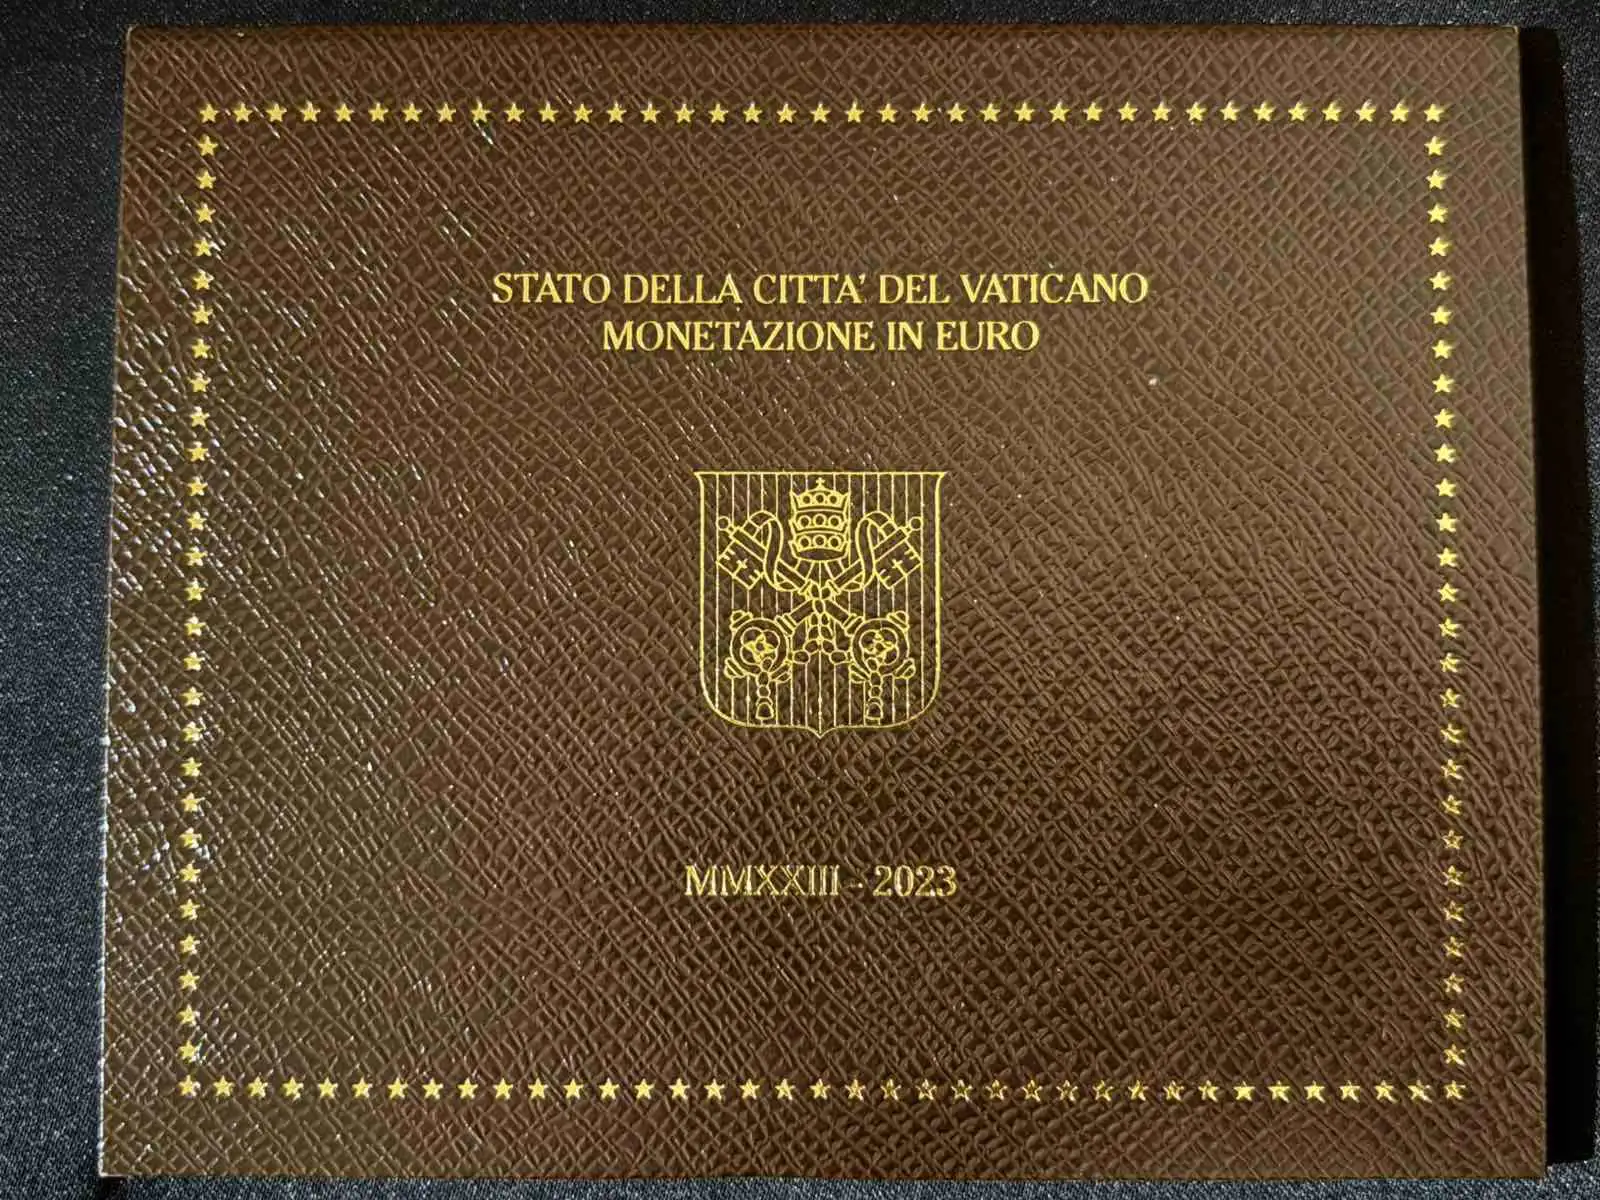 STATO DELLA CITTA' DEL VATICANO
MONETAZIONE IN EURO
MMXXIII - 2023